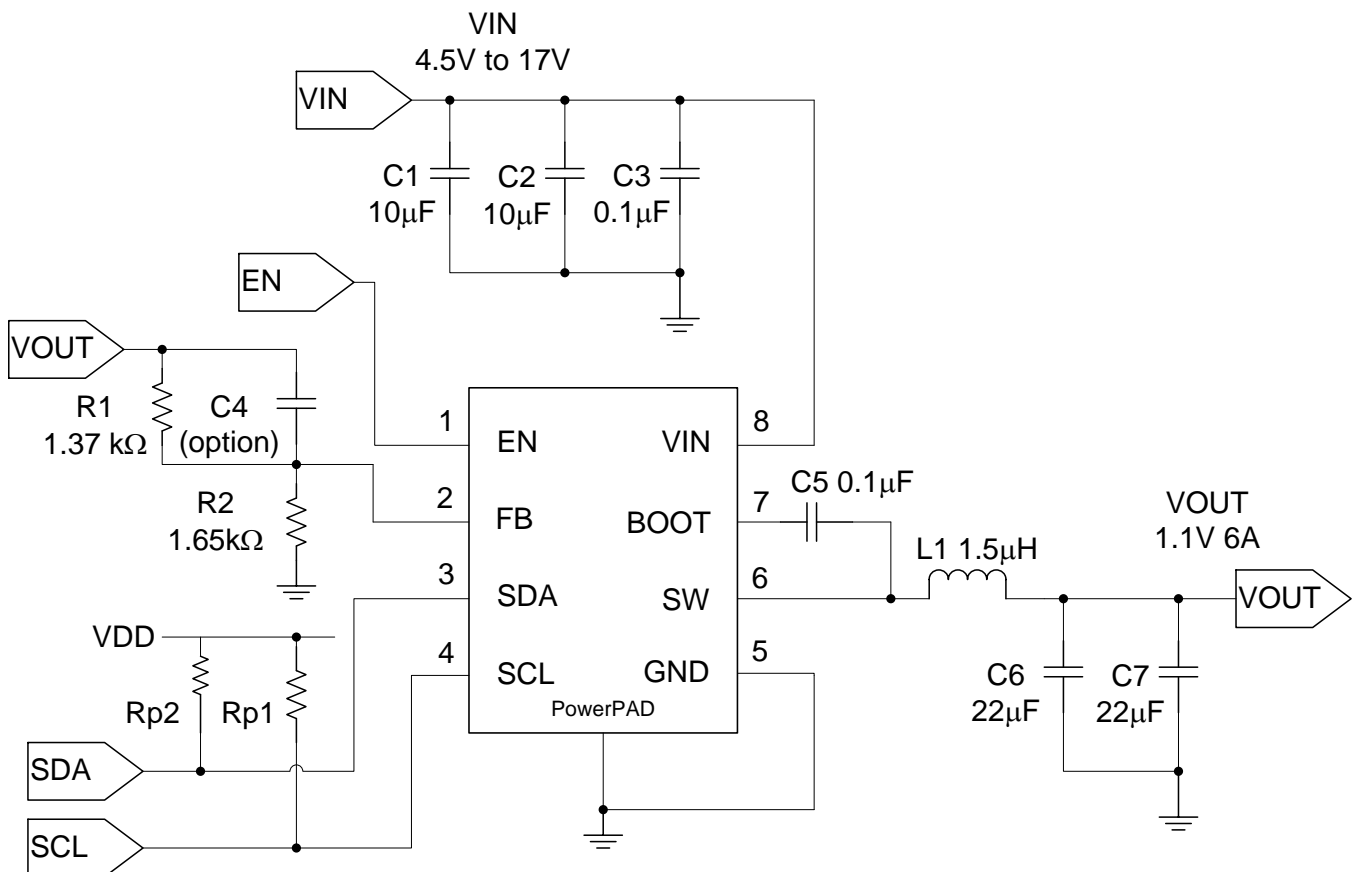 VIN
4.5V to 17V
VIN
C1
10μF
C2
10μF
C3
0.1μF
EN
VOUT
R1
1.37 kΩ
C4
(option)
R2
1.65kΩ
1
EN
2
FB
3
SDA
4
SCL
VIN
8
BOOT
7
SW
6
GND
5
PowerPAD
C5 0.1μF
L1 1.5μH
VOUT
1.1V 6A
VOUT
C6
22μF
C7
22μF
VDD
Rp2
Rp1
SDA
SCL